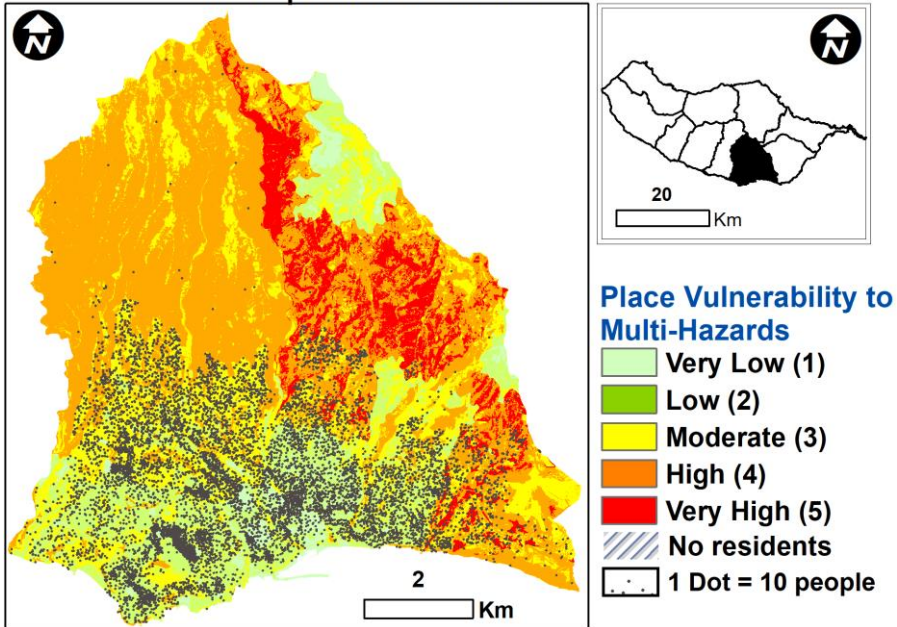 N
N
20
Km
Place Vulnerability to
Multi-Hazards
Very Low (1)
Low (2)
Moderate (3)
High (4)
Very High (5)
No residents
1 Dot = 10 people
2
Km